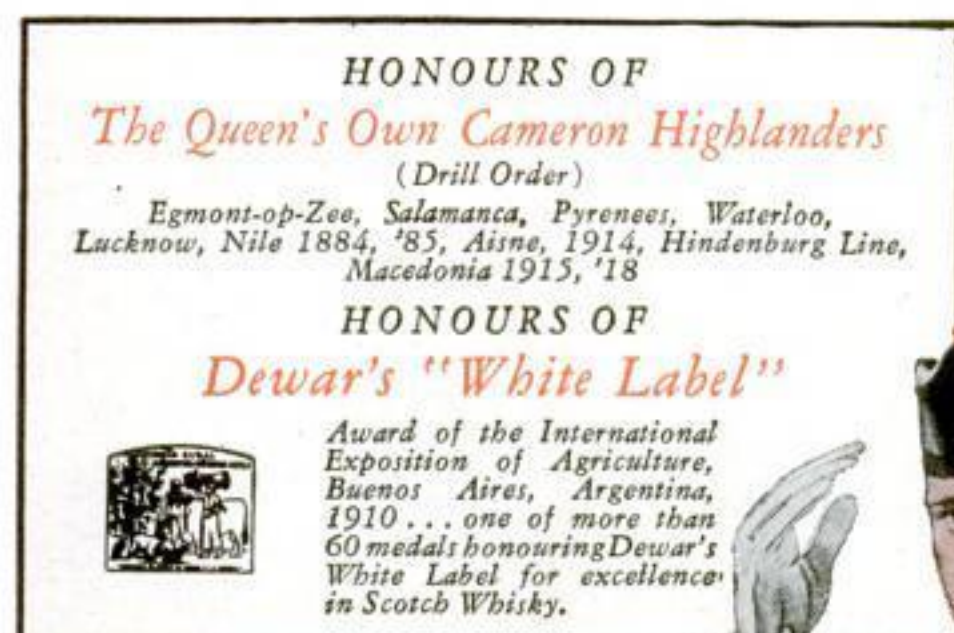 HONOURS OF
The Queen's Own Cameron Highlanders
(Drill Order)
Egmont-op-Zee, Salamanca, Pyrenees, Waterloo,
Lucknow, Nile 1884, '85, Aisne, 1914, Hindenburg Line,
Macedonia 1915, '18
HONOURS OF
Dewar's "White Label"
Award of the International
Exposition of Agriculture,
Buenos Aires, Argentina,
1910...one of more than
60 medals honouring Dewar's
White Label for excellence
in Scotch Whisky.